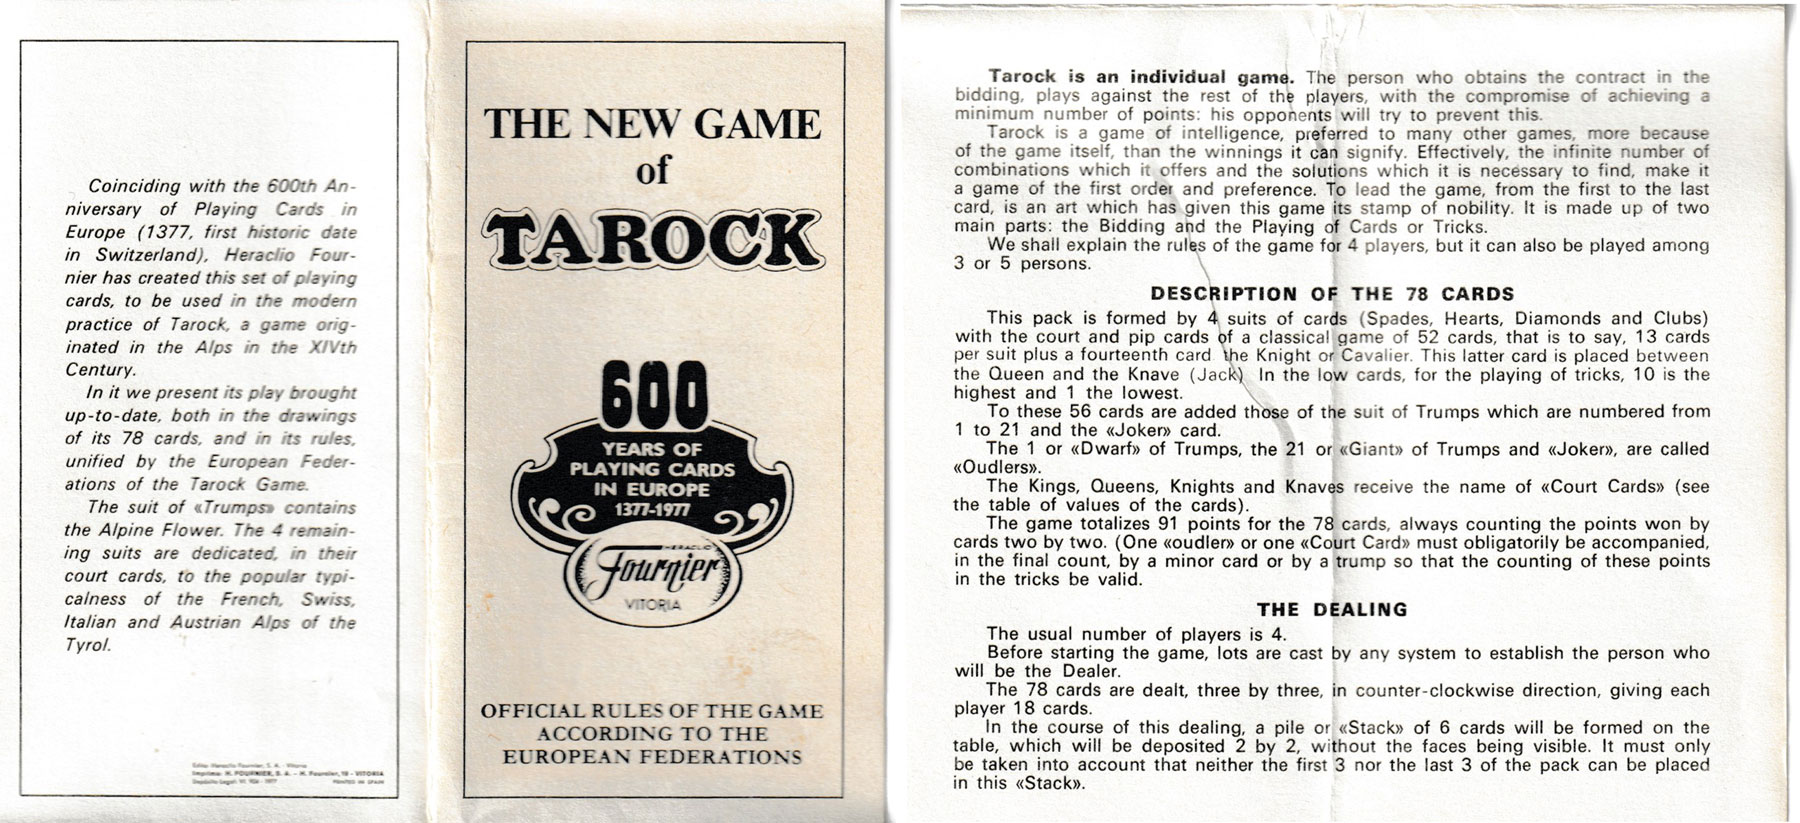 Coinciding with the 600th An-
niversary of Playing Cards in
Europe (1377, first historic date
in Switzerland), Heraclio Four-
nier has created this set of playing
cards, to be used in the modern
practice of Tarock, a game orig-
inated in the Alps in the XIVth
Century.
In it we present its play brought
up-to-date, both in the drawings
of its 78 cards, and in its rules,
unified by the European Feder-
ations of the Tarock Game.
The suit of «Trumps» contains
the Alpine Flower. The 4 remain-
ing suits are dedicated, in their
court cards, to the popular typi-
calness of the French, Swiss,
Italian and Austrian Alps of the
Tyrol.
Edita: Heraclio Fournier, S. A. - Vitoria
Imprime: H. FOURNIER, S. A. - H. Fournier, 19 - VITORIA
Depósito Legal: VI. - 1977 PRINTED IN SPAIN
THE NEW GAME
of
TAROCK
600
YEARS OF
PLAYING CARDS
IN EUROPE
1377-1977
HERACLIO
Fournier
VITORIA
OFFICIAL RULES OF THE GAME
ACCORDING TO THE
EUROPEAN FEDERATIONS
Tarock is an individual game. The person who obtains the contract in the
bidding, plays against the rest of the players, with the compromise of achieving a
minimum number of points: his opponents will try to prevent this.
Tarock is a game of intelligence, preferred to many other games, more because
of the game itself, than the winnings it can signify. Effectively, the infinite number of
combinations which it offers and the solutions which it is necessary to find, make it
a game of the first order and preference. To lead the game, from the first to the last
card, is an art which has given this game its stamp of nobility. It is made up of two
main parts: the Bidding and the Playing of Cards or Tricks.
We shall explain the rules of the game for 4 players, but it can also be played among
3 or 5 persons.
DESCRIPTION OF THE 78 CARDS
This pack is formed by 4 suits of cards (Spades, Hearts, Diamonds and Clubs)
with the court and pip cards of a classical game of 52 cards, that is to say, 13 cards
per suit plus a fourteenth card the Knight or Cavalier. This latter card is placed between
the Queen and the Knave (Jack) In the low cards, for the playing of tricks, 10 is the
highest and 1 the lowest.
To these 56 cards are added those of the suit of Trumps which are numbered from
1 to 21 and the «Joker» card.
The 1 or «Dwarf» of Trumps, the 21 or «Giant» of Trumps and «Joker», are called
«Oudlers».
The Kings, Queens, Knights and Knaves receive the name of «Court Cards» (see
the table of values of the cards).
The game totalizes 91 points for the 78 cards, always counting the points won by
cards two by two. (One «oudler» or one «Court Card» must obligatorily be accompanied,
in the final count, by a minor card or by a trump so that the counting of these points
in the tricks be valid.
THE DEALING
The usual number of players is 4.
Before starting the game, lots are cast by any system to establish the person who
will be the Dealer.
The 78 cards are dealt, three by three, in counter-clockwise direction, giving each
player 18 cards.
In the course of this dealing, a pile or «Stack» of 6 cards will be formed on the
table, which will be deposited 2 by 2, without the faces being visible. It must only
be taken into account that neither the first 3 nor the last 3 of the pack can be placed
in this «Stack».